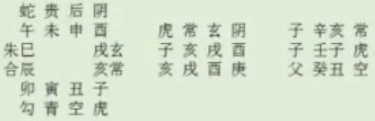 蛇 贵 后 阴
午 未 申 酉 虎 常 玄 阴 子 辛 亥 常
朱 巳 戌 玄 子 亥 戌 酉 子 壬 子 虎
合 辰 亥 常 亥 戌 酉 庚 父 癸 丑 空
卯 寅 丑 子
勾 青 空 虎